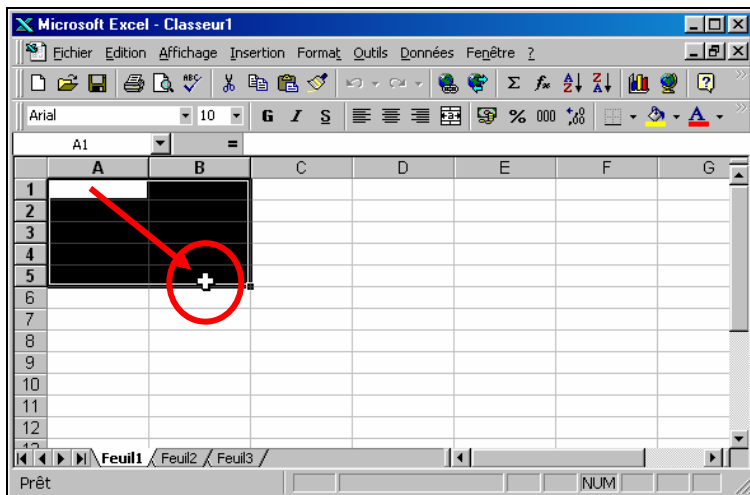 Microsoft Excel - Classeur1
Fichier Edition Affichage Insertion Format Outils Données Fenêtre ?
Arial 10 G I S % 000
A1 =
A B C D E F G
1
2
3
4
5
6
7
8
9
10
11
12
Feuil1 Feuil2 Feuil3
Prêt NUM